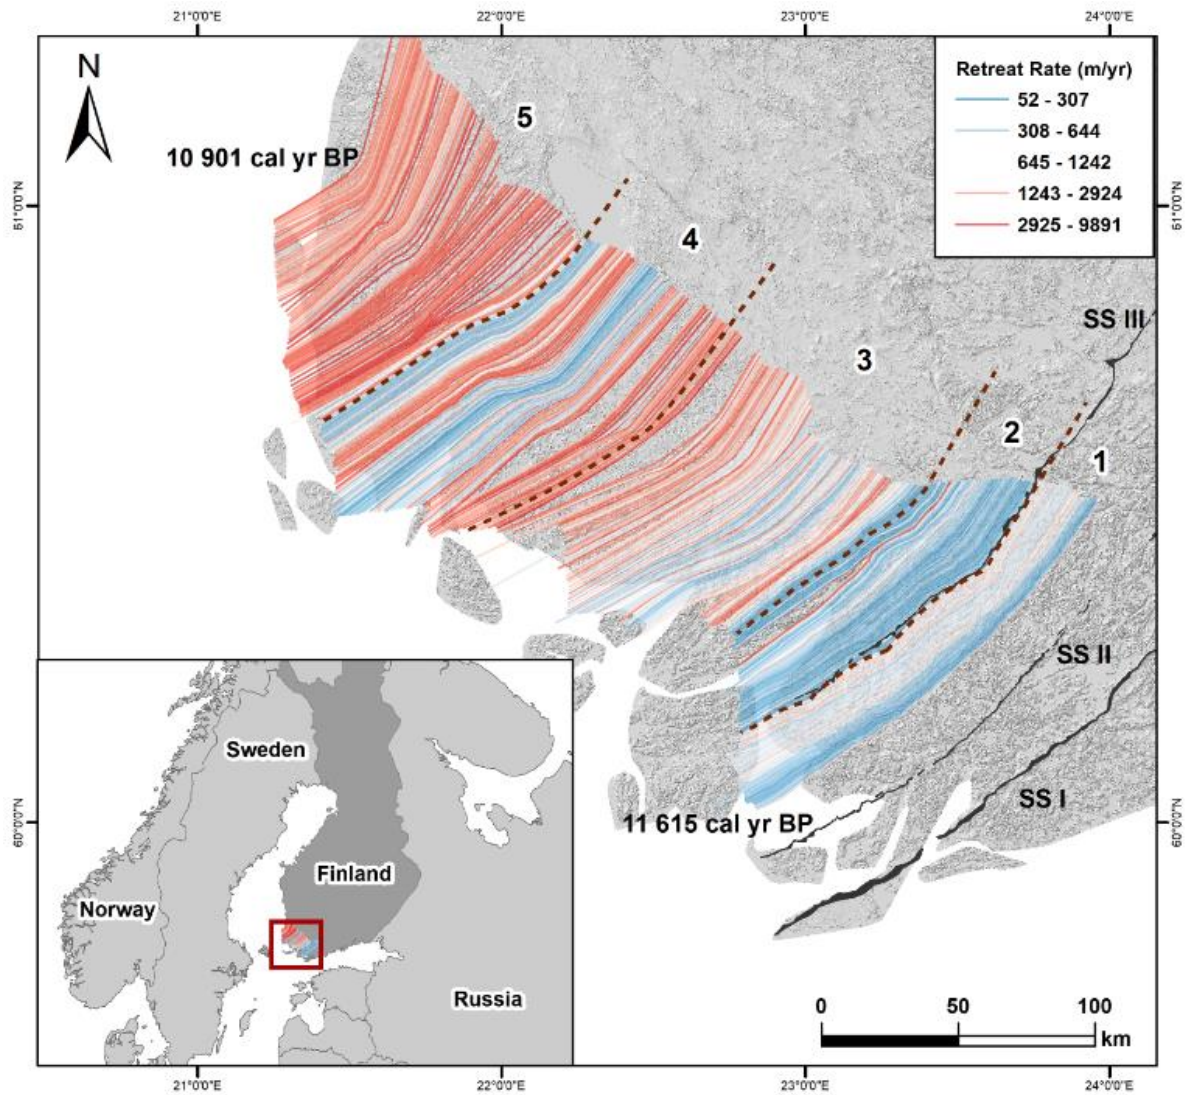 21°0'0"E 22°0'0"E 23°0'0"E 24°0'0"E
N
Retreat Rate (m/yr)
52 - 307
308 - 644
645 - 1242
1243 - 2924
2925 - 9891
5
10 901 cal yr BP
61°0'0"N
61°0'0"N
4
SS III
3
2
1
SS II
Sweden
SS I
11 615 cal yr BP
60°0'0"N
60°0'0"N
Finland
Norway
Russia
0 50 100
km
21°0'0"E 22°0'0"E 23°0'0"E 24°0'0"E